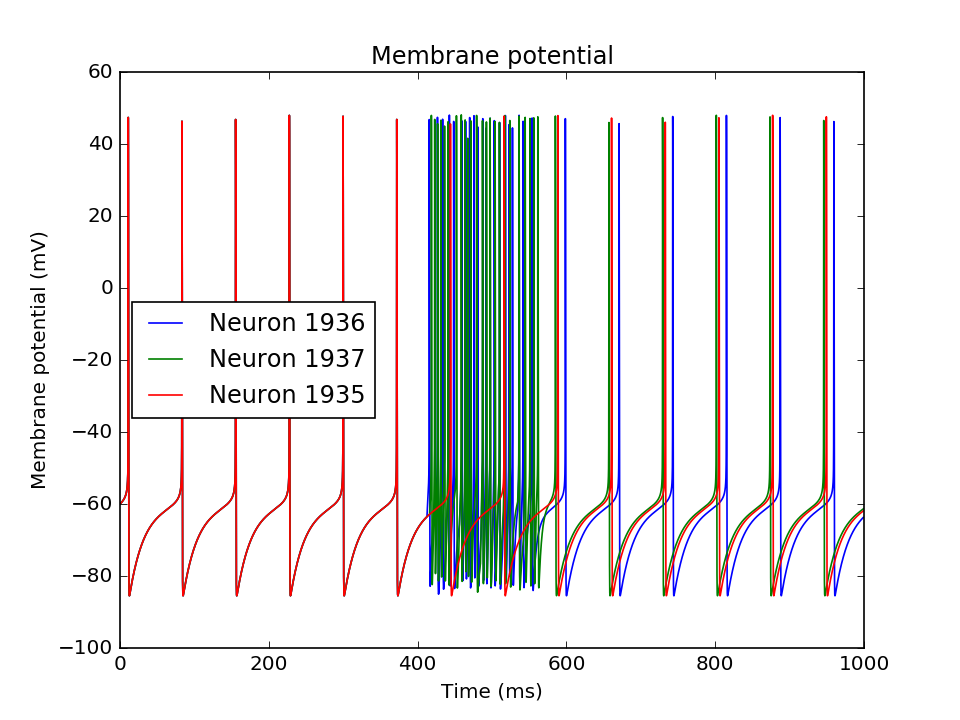 Membrane potential
60
40
20
0
−20
−40
−60
−80
−100
Membrane potential (mV)
Neuron 1936
Neuron 1937
Neuron 1935
0 200 400 600 800 1000
Time (ms)